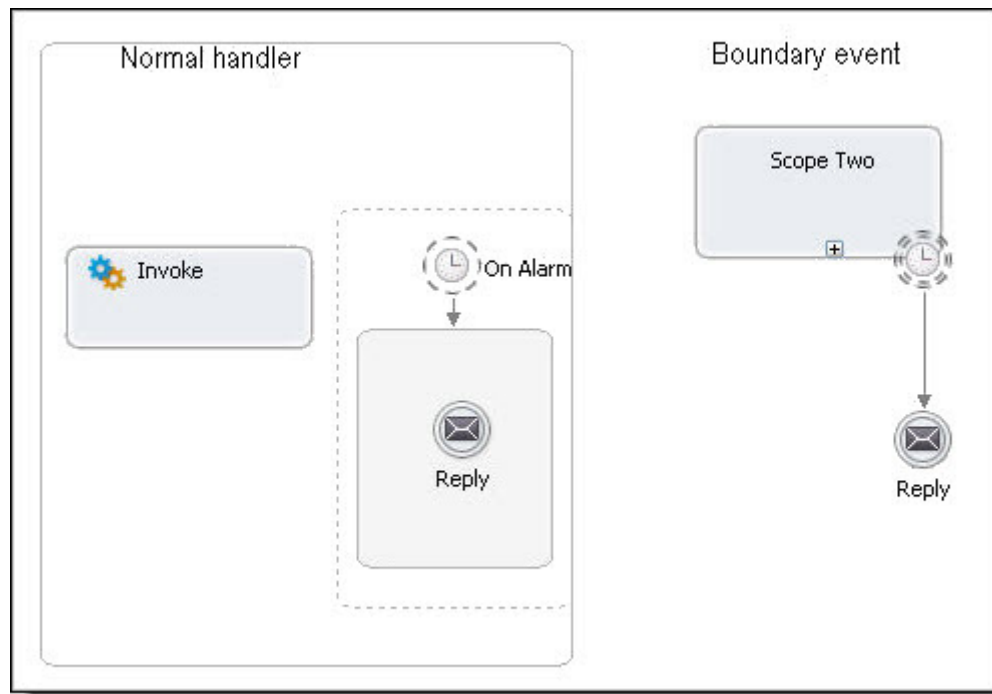 Normal handler
Boundary event
Scope Two
Invoke
On Alarm
Reply
Reply